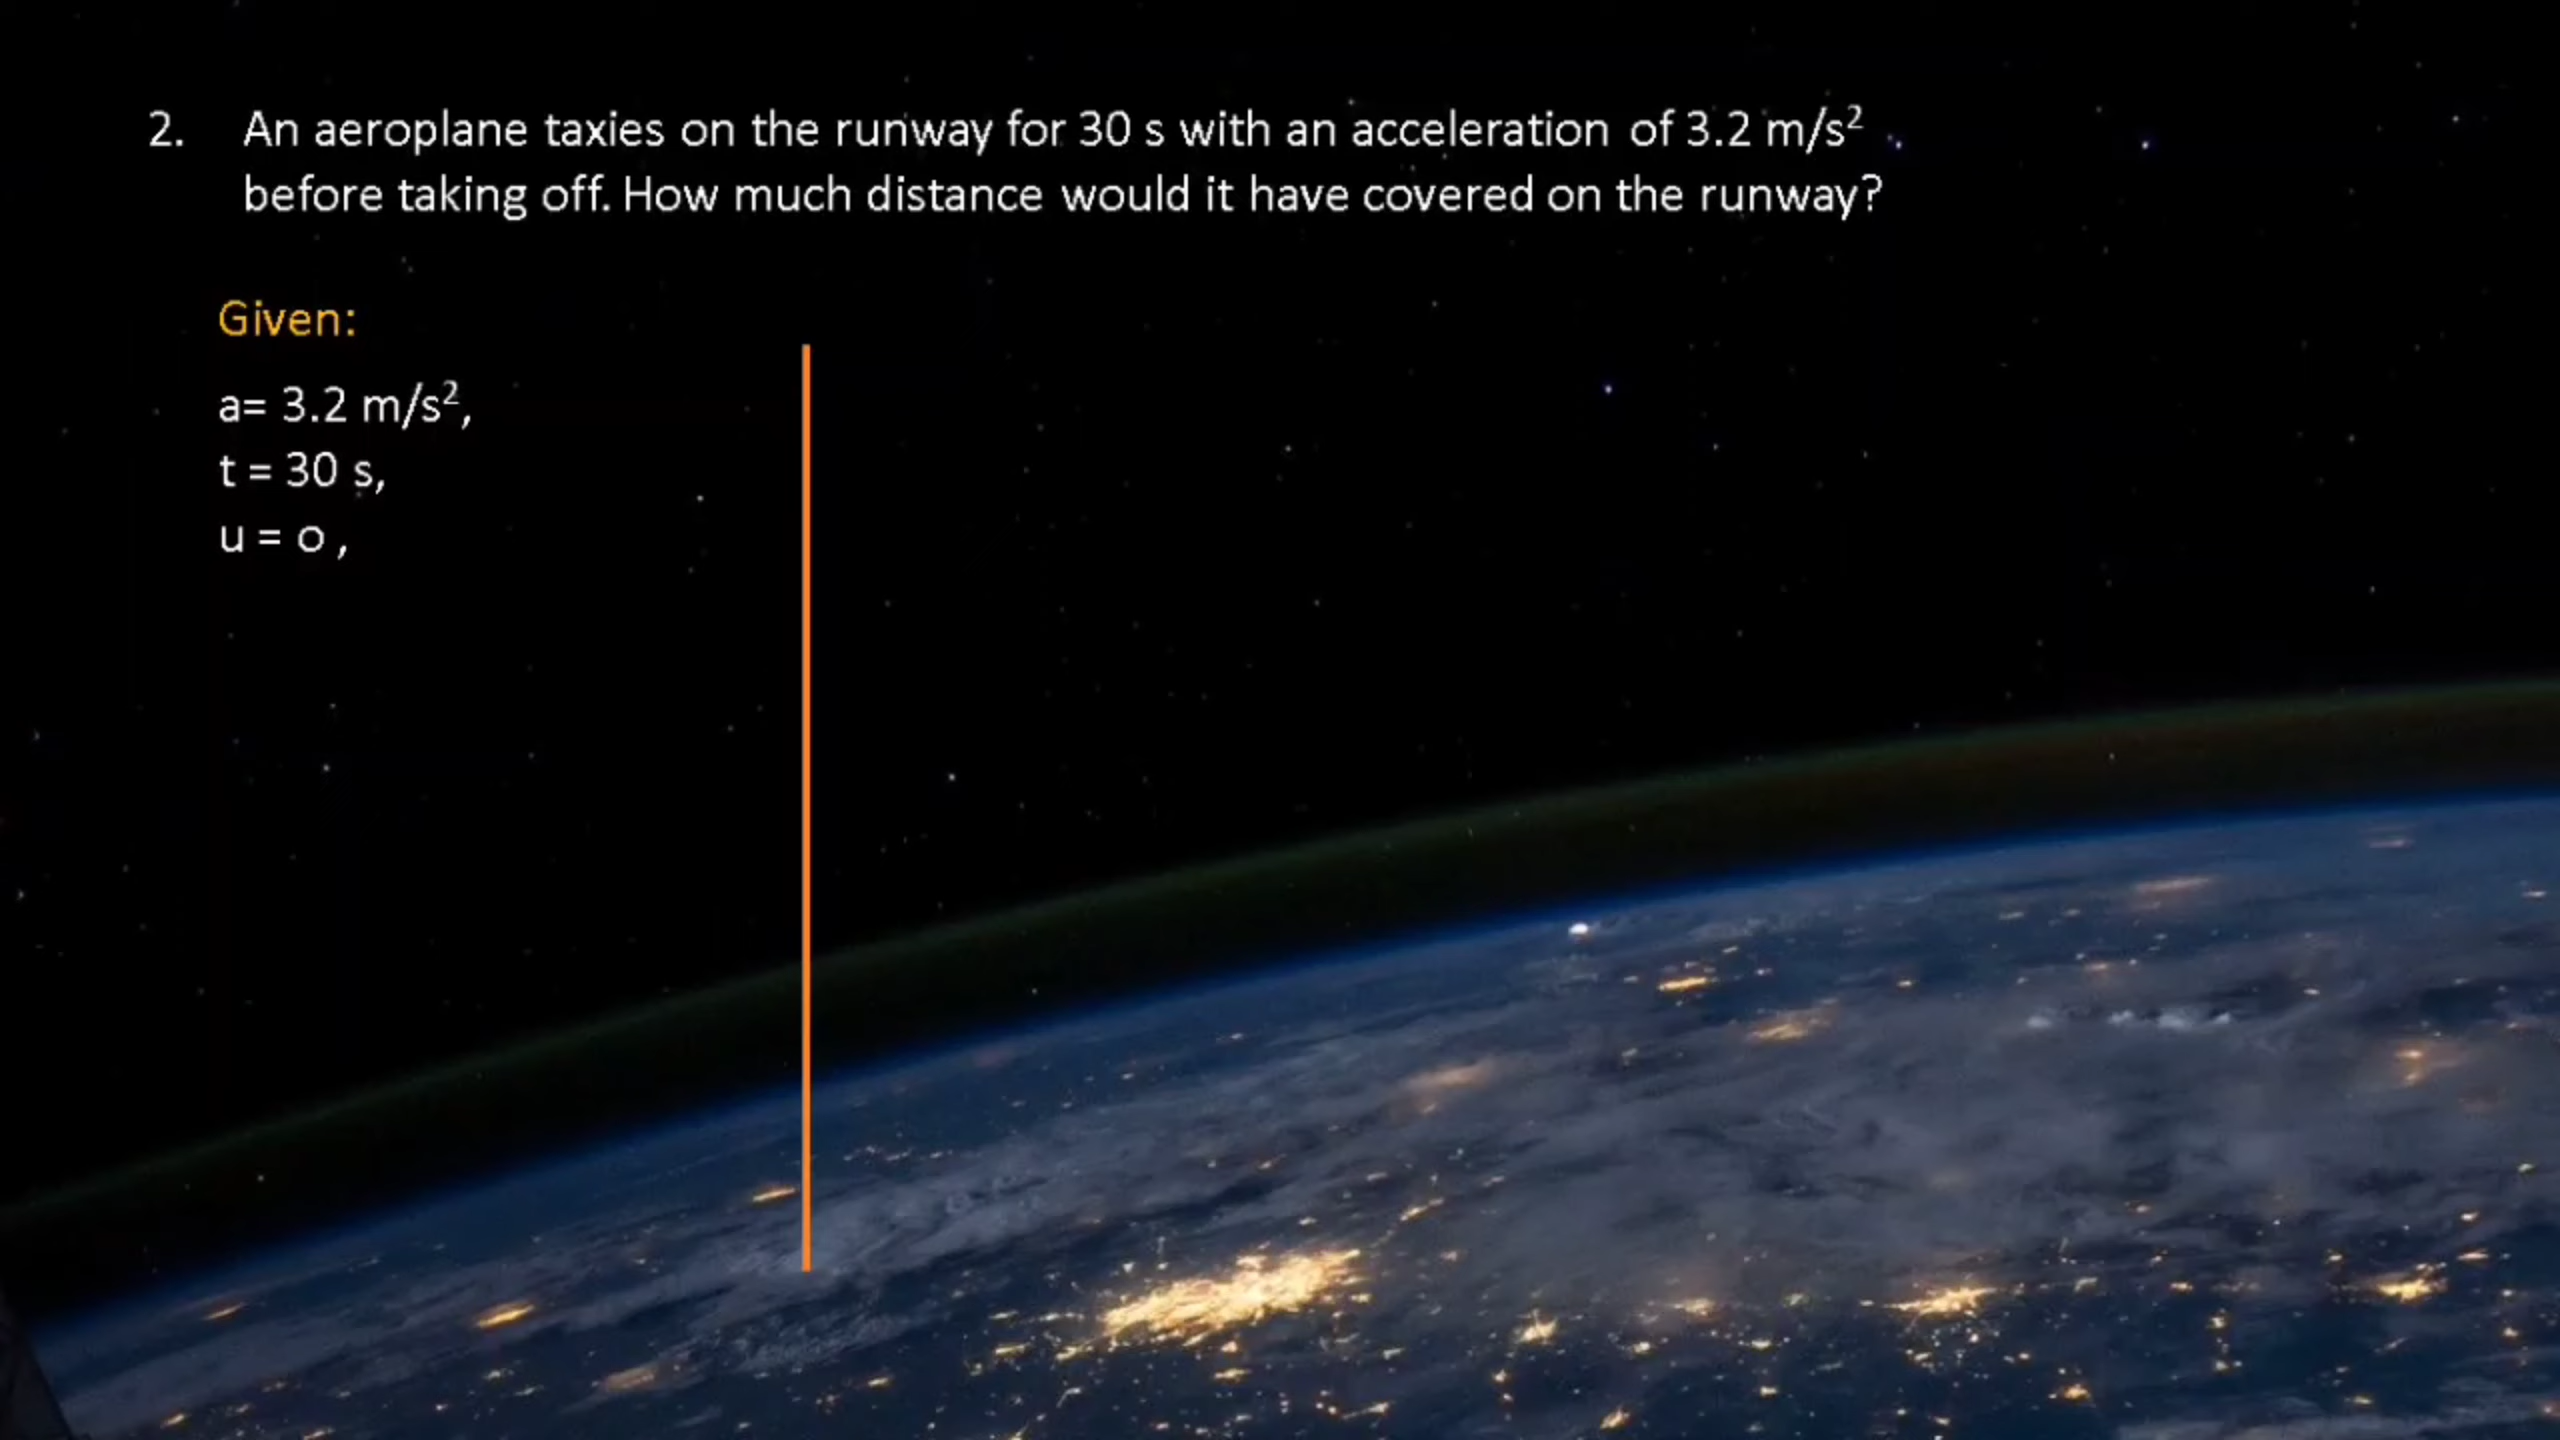 2. An aeroplane taxies on the runway for 30 s with an acceleration of 3.2 m/s²
before taking off. How much distance would it have covered on the runway?
Given:
a= 3.2 m/s²,
t = 30 s,
u = 0 ,